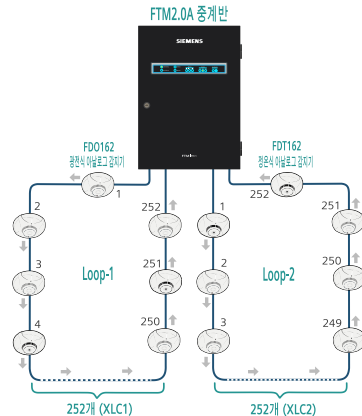 FTM2.0A 중계반
SIEMENS
FDO162
광전식 아날로그 감지기
FDT162
정온식 아날로그 감지기
1
252
2
252
1
251
3
251
2
250
Loop-1
Loop-2
4
250
3
249
252개 (XLC1)
252개 (XLC2)